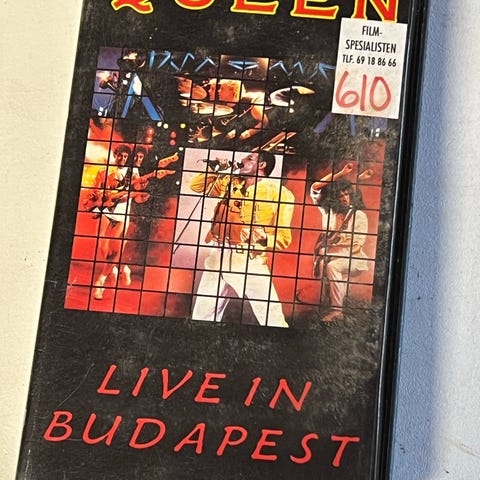 QUEEN
FILM-
SPESIALISTEN
TLF. 69 18 86 66
610
LIVE IN
BUDAPEST